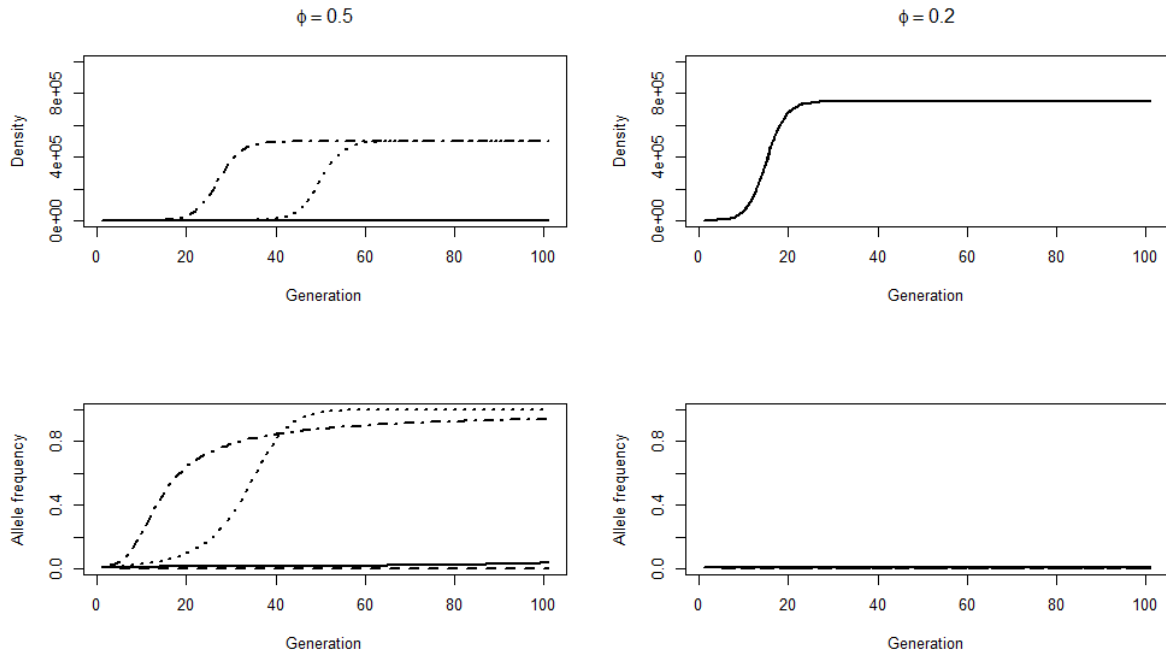 ϕ = 0.5
Density
0e+00 4e+05 8e+05
0 20 40 60 80 100
Generation
ϕ = 0.2
Density
0e+00 4e+05 8e+05
0 20 40 60 80 100
Generation
Allele frequency
0.0 0.4 0.8
0 20 40 60 80 100
Generation
Allele frequency
0.0 0.4 0.8
0 20 40 60 80 100
Generation